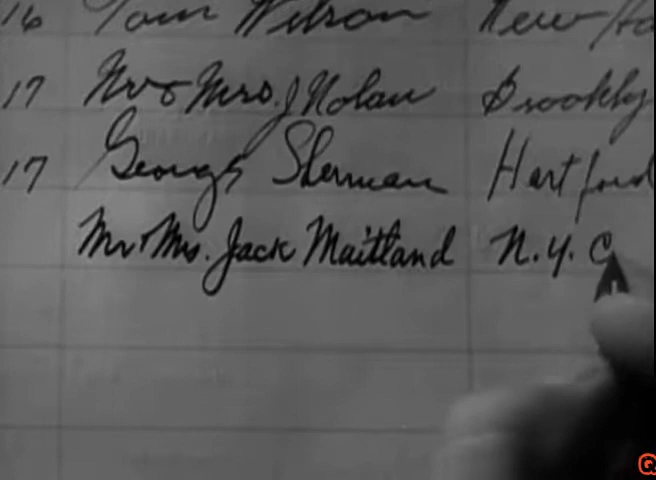 16 Tom Wilson New Ha
17 Mr & Mrs. J Nolan Brookly
17 George Sherman Hartford
Mr & Mrs. Jack Maitland N.Y. C